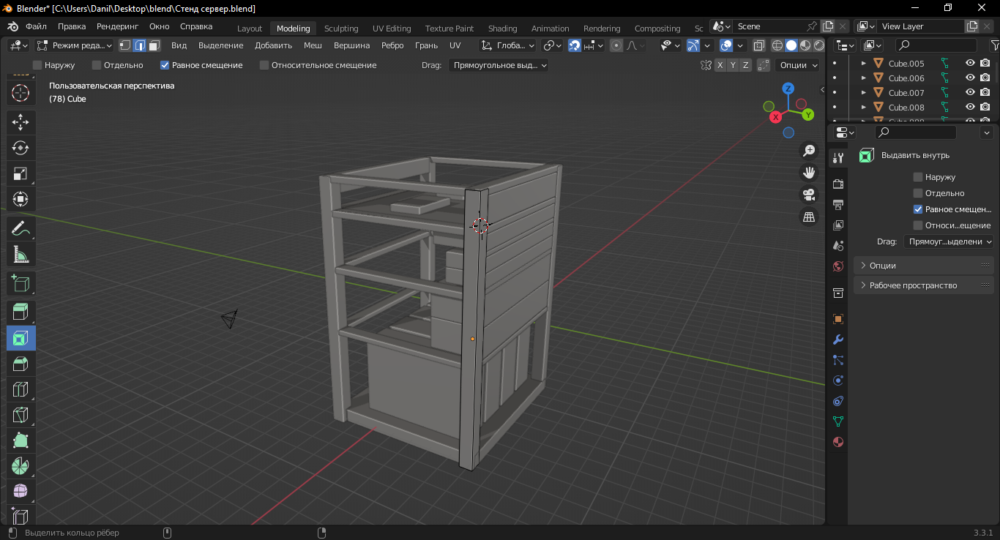 Blender* [C:\Users\Danil\Desktop\blend\Стенд сервер.blend]
Файл Правка Рендеринг Окно Справка Layout Modeling Sculpting UV Editing Texture Paint Shading Animation Rendering Compositing Sc Scene View Layer
Режим реда... Вид Выделение Добавить Меш Вершина Ребро Грань UV Глоба...
Наружу Отдельно Равное смещение Относительное смещение Drag: Прямоугольное выд... X Y Z Опции
Пользовательская перспектива
(78) Cube
Z
X
Y
Cube.005
Cube.006
Cube.007
Cube.008
Выдавить внутрь
Наружу
Отдельно
Равное смещен...
Относи...ещение
Drag: Прямоуг...ыделени
Опции
Рабочее пространство
Выделить кольцо рёбер
3.3.1